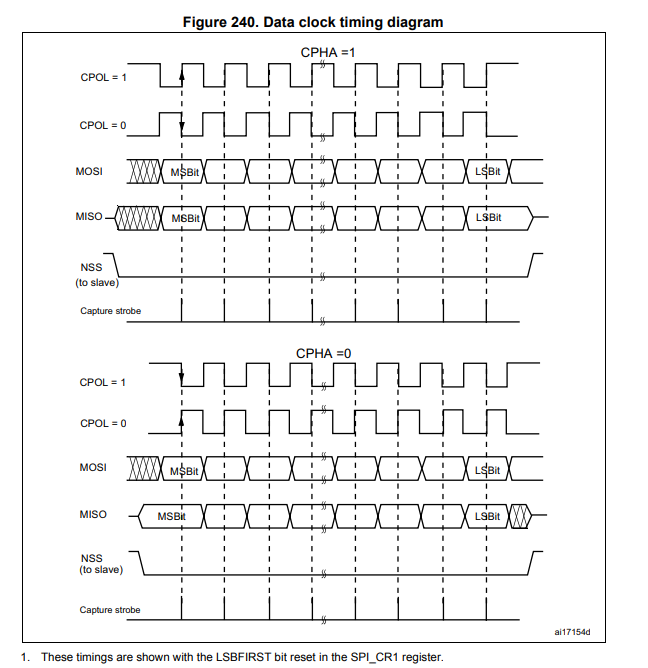 Figure 240. Data clock timing diagram
CPHA =1
CPOL = 1
CPOL = 0
MOSI
MSBit
LSBit
MISO
MSBit
LSBit
NSS
(to slave)
Capture strobe
CPHA =0
CPOL = 1
CPOL = 0
MOSI
MSBit
LSBit
MISO
MSBit
LSBit
NSS
(to slave)
Capture strobe
ai17154d
1. These timings are shown with the LSBFIRST bit reset in the SPI_CR1 register.